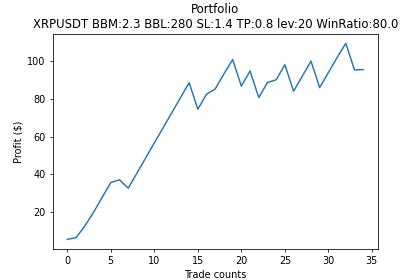 Portfolio
XRPUSDT BBM:2.3 BBL:280 SL:1.4 TP:0.8 lev:20 WinRatio:80.0
100
80
60
40
20
Profit ($)
0 5 10 15 20 25 30 35
Trade counts